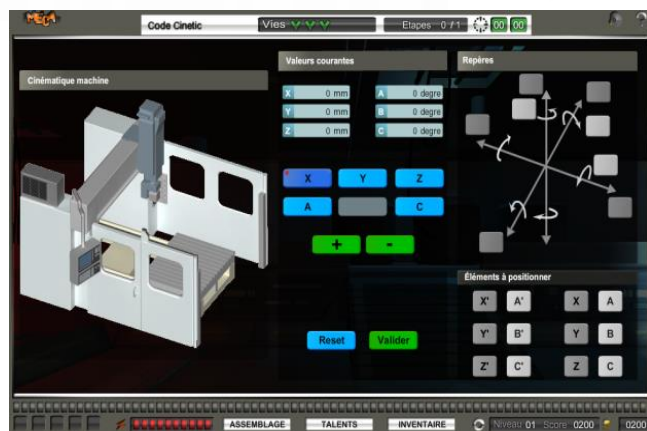 MECA
Code Cinetic
Vies
Etapes 0 / 1
00 00
Cinématique machine
Valeurs courantes
Repères
X 0 mm A 0 degre
Y 0 mm B 0 degre
Z 0 mm C 0 degre
X Y Z
A C
+ -
Éléments à positionner
X' A' X A
Y' B' Y B
Z' C' Z C
Reset Valider
ASSEMBLAGE TALENTS INVENTAIRE
Niveau 01 Score 0200 0200